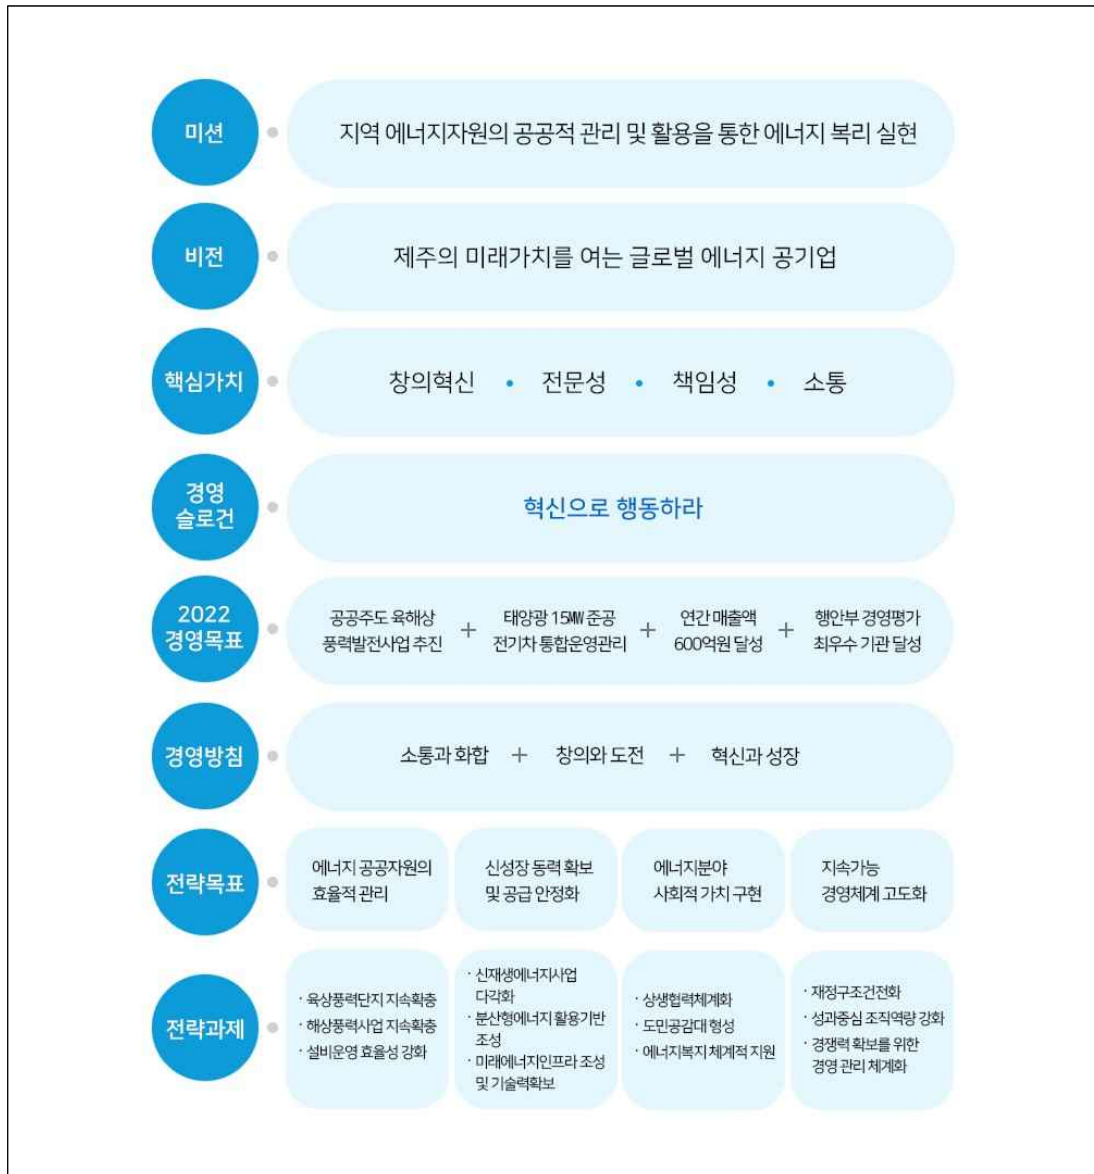 미션
지역 에너지자원의 공공적 관리 및 활용을 통한 에너지 복리 실현
비전
제주의 미래가치를 여는 글로벌 에너지 공기업
핵심가치
창의혁신 • 전문성 • 책임성 • 소통
경영
슬로건
혁신으로 행동하라
2022
경영목표
공공주도 육해상
풍력발전사업 추진
+
태양광 15㎿ 준공
전기차 통합운영관리
+
연간 매출액
600억원 달성
+
행안부 경영평가
최우수 기관 달성
경영방침
소통과 화합 + 창의와 도전 + 혁신과 성장
전략목표
에너지 공공자원의
효율적 관리
신성장 동력 확보
및 공급 안정화
에너지분야
사회적 가치 구현
지속가능
경영체계 고도화
전략과제
· 육상풍력단지 지속확충
· 해상풍력사업 지속확충
· 설비운영 효율성 강화
· 신재생에너지사업
다각화
· 분산형에너지 활용기반
조성
· 미래에너지인프라 조성
및 기술력확보
· 상생협력체계화
· 도민공감대 형성
· 에너지복지 체계적 지원
· 재정구조건전화
· 성과중심 조직역량 강화
· 경쟁력 확보를 위한
경영 관리 체계화